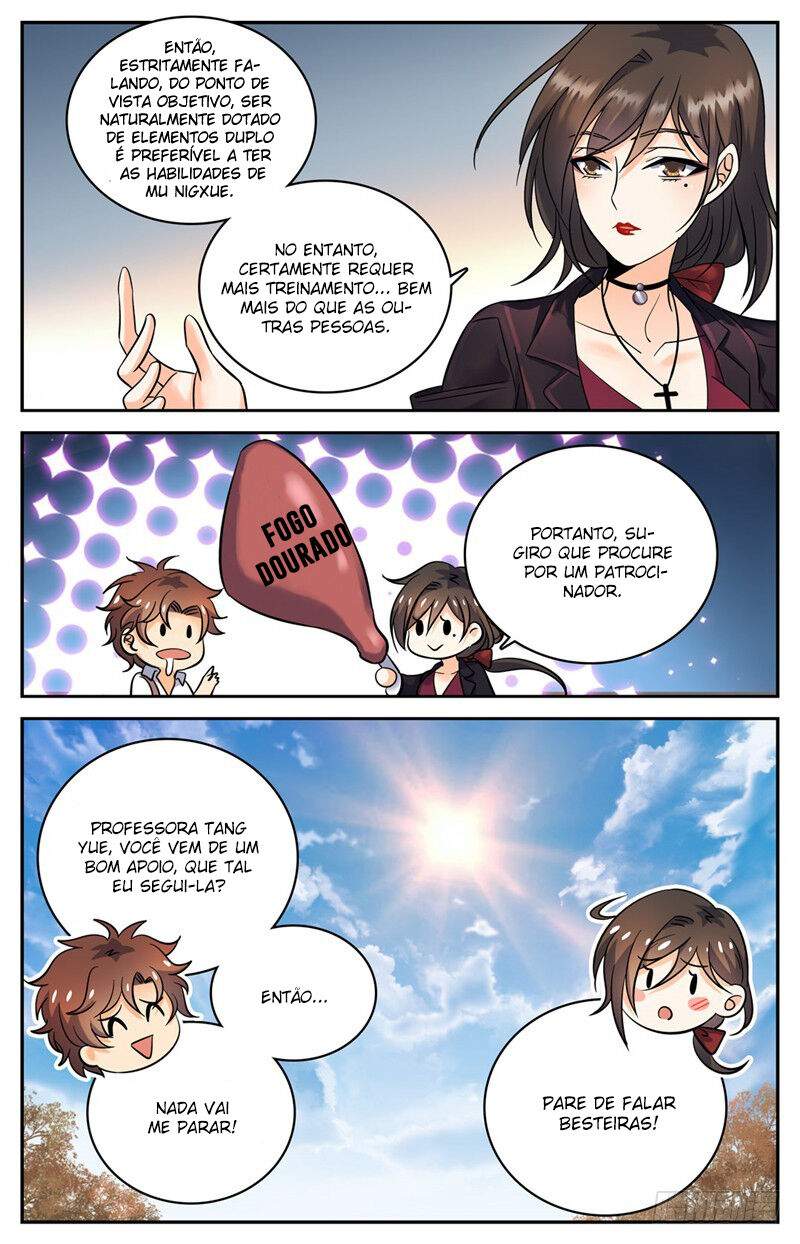 ENTÃO,
ESTRITAMENTE FA-
LANDO, DO PONTO DE
VISTA OBJETIVO, SER
NATURALMENTE DOTADO
DE ELEMENTOS DUPLO
É PREFERÍVEL A TER
AS HABILIDADES DE
MU NIGXUE.
NO ENTANTO,
CERTAMENTE REQUER
MAIS TREINAMENTO... BEM
MAIS DO QUE AS OU-
TRAS PESSOAS.
FOGO
DOURADO
PORTANTO, SU-
GIRO QUE PROCURE
POR UM PATROCI-
NADOR.
PROFESSORA TANG
YUE, VOCÊ VEM DE UM
BOM APOIO, QUE TAL
EU SEGUI-LA?
ENTÃO...
NADA VAI
ME PARAR!
PARE DE FALAR
BESTEIRAS!